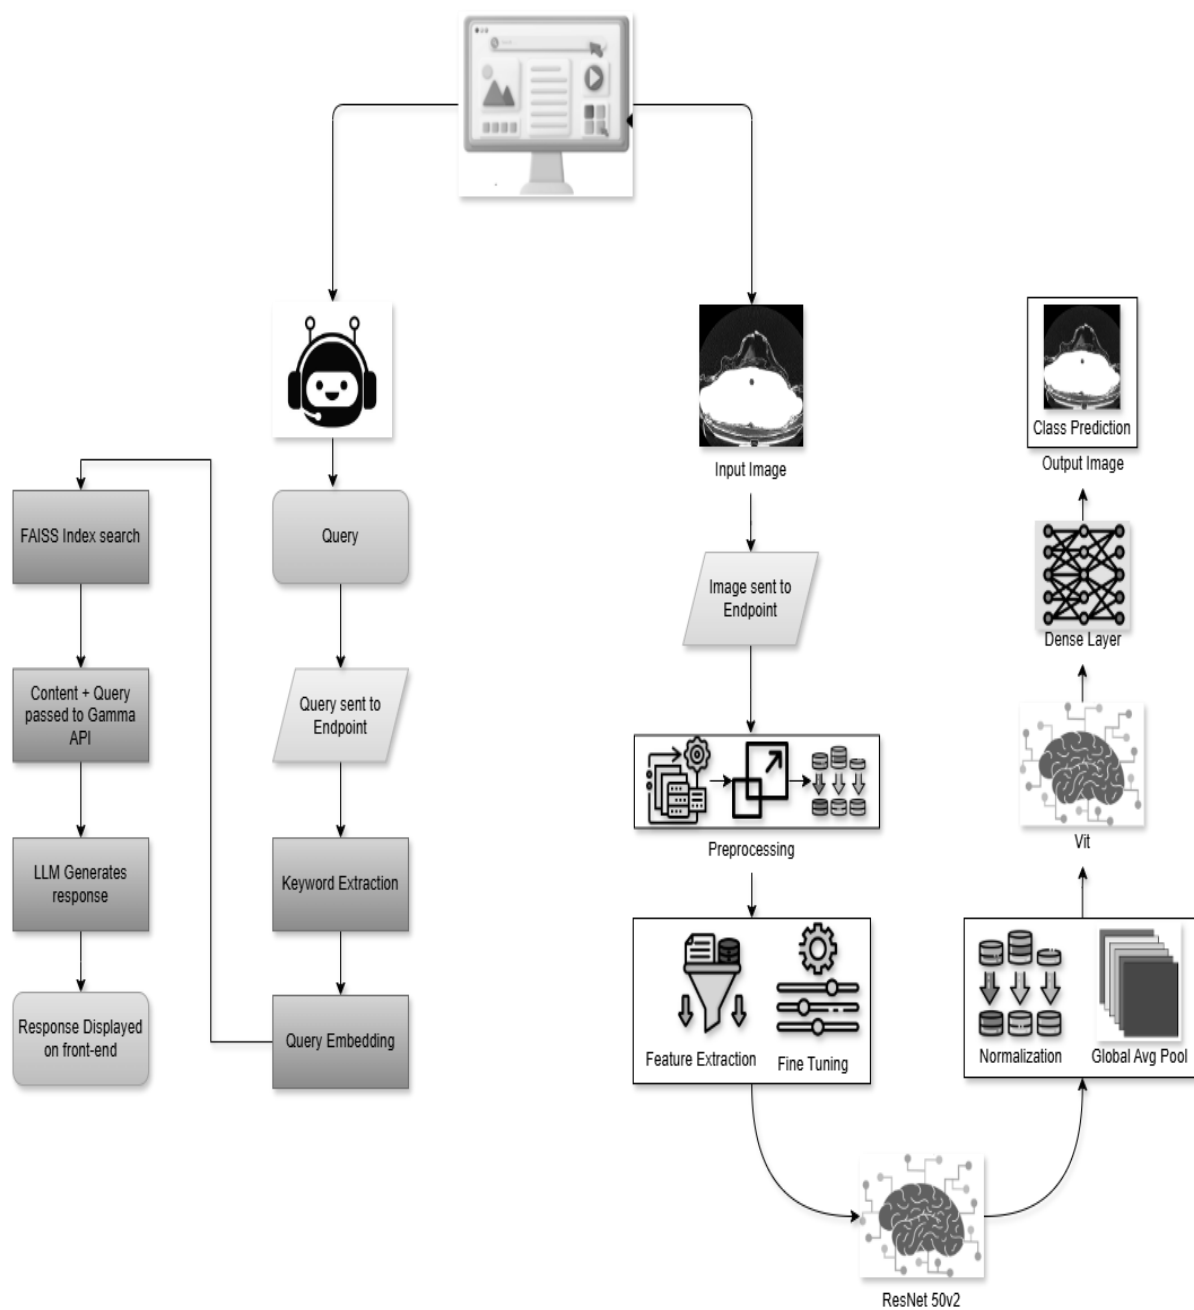 Query
Query sent to
Endpoint
Keyword Extraction
Query Embedding
FAISS Index search
Content + Query
passed to Gamma
API
LLM Generates
response
Response Displayed
on front-end
Input Image
Image sent to
Endpoint
Preprocessing
Feature Extraction
Fine Tuning
ResNet 50v2
Normalization
Global Avg Pool
Vit
Dense Layer
Class Prediction
Output Image